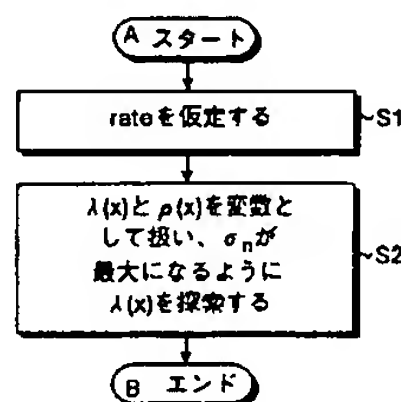 A スタート
rateを仮定する
S1
λ(x)とρ(x)を変数と
して扱い、σnが
最大になるように
λ(x)を探索する
S2
B エンド